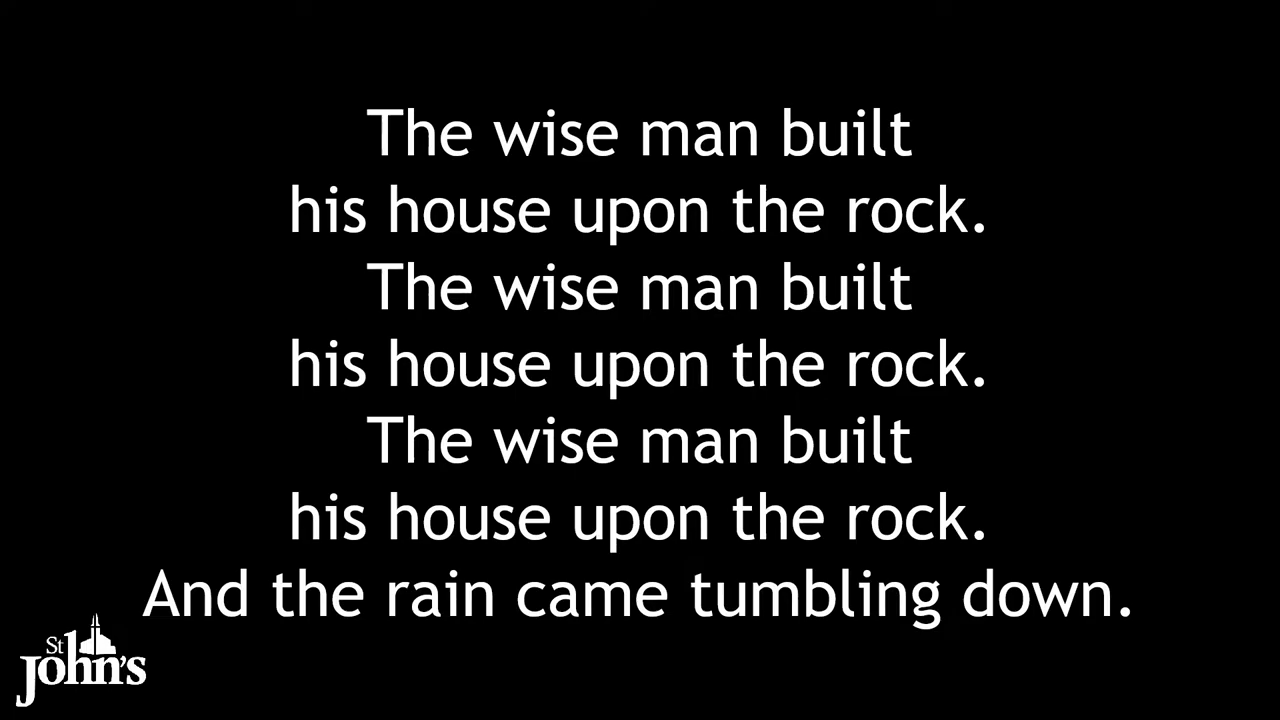 The wise man built
his house upon the rock.
The wise man built
his house upon the rock.
The wise man built
his house upon the rock.
And the rain came tumbling down.
St
John's